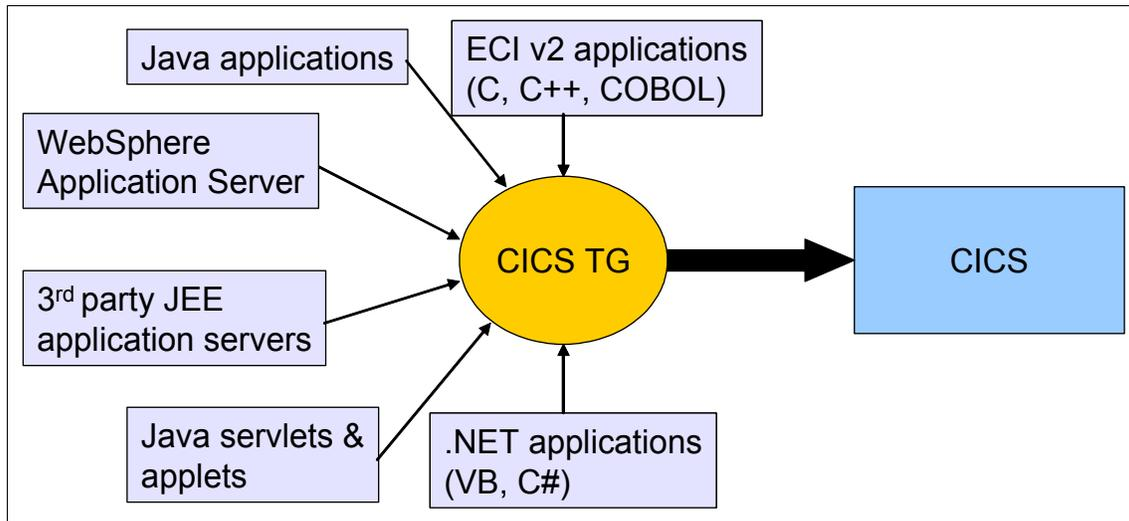 Java applications
ECI v2 applications
(C, C++, COBOL)
WebSphere
Application Server
CICS TG
CICS
3rd party JEE
application servers
Java servlets &
applets
.NET applications
(VB, C#)